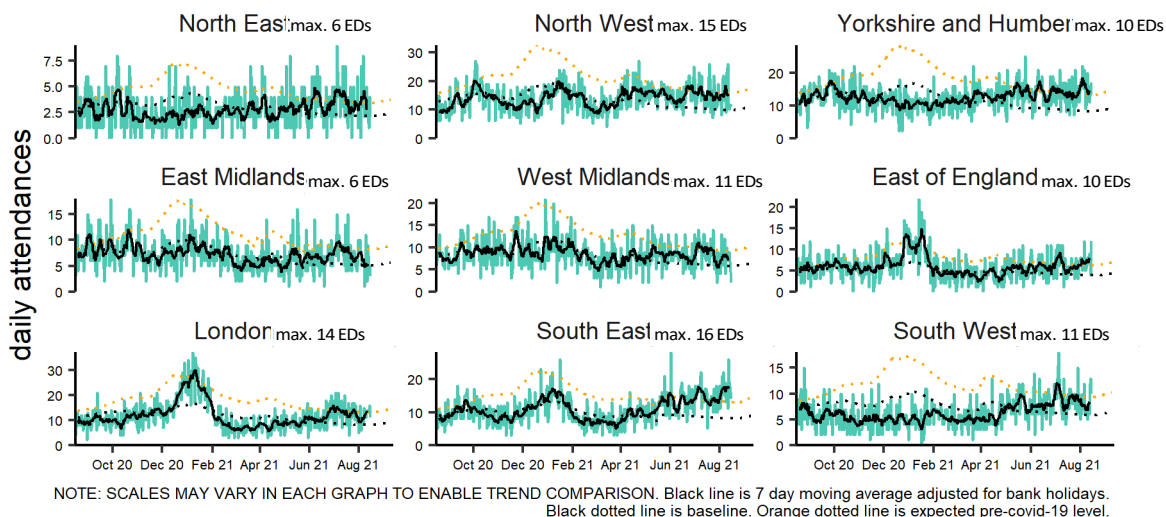 North East max. 6 EDs
North West max. 15 EDs
Yorkshire and Humber max. 10 EDs
7.5
5.0
2.5
0.0
30
20
10
0
20
10
0
East Midlands max. 6 EDs
West Midlands max. 11 EDs
East of England max. 10 EDs
15
10
5
0
20
15
10
5
0
20
15
10
5
0
daily attendances
London max. 14 EDs
South East max. 16 EDs
South West max. 11 EDs
30
20
10
0
20
10
0
15
10
5
0
Oct 20 Dec 20 Feb 21 Apr 21 Jun 21 Aug 21
Oct 20 Dec 20 Feb 21 Apr 21 Jun 21 Aug 21
Oct 20 Dec 20 Feb 21 Apr 21 Jun 21 Aug 21
NOTE: SCALES MAY VARY IN EACH GRAPH TO ENABLE TREND COMPARISON. Black line is 7 day moving average adjusted for bank holidays.
Black dotted line is baseline. Orange dotted line is expected pre-covid-19 level.